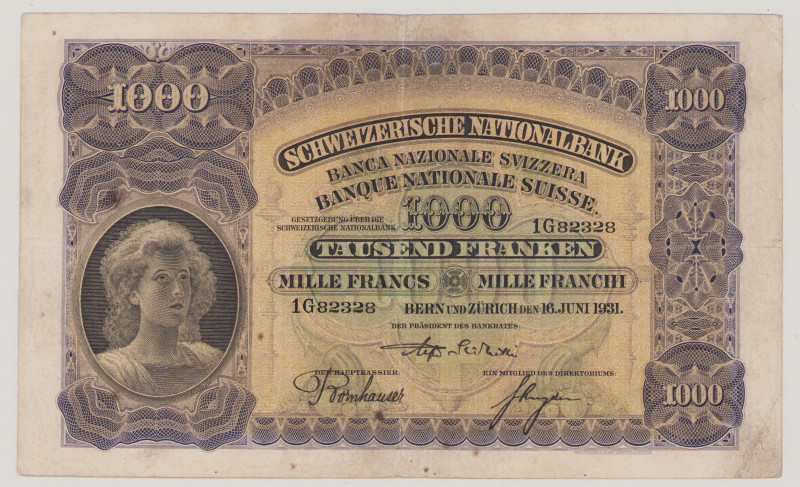 1000
1000
SCHWEIZERISCHE NATIONALBANK
BANCA NAZIONALE SVIZZERA
BANQUE NATIONALE SUISSE.
GESETZGEBUNG ÜBER DIE
SCHWEIZERISCHE NATIONALBANK
1000
1G82328
TAUSEND FRANKEN
MILLE FRANCS MILLE FRANCHI
1G82328 BERN UND ZÜRICH DEN 16. JUNI 1931.
DER PRÄSIDENT DES BANKRATES:
DER HAUPTKASSIER: EIN MITGLIED DES DIREKTORIUMS:
Bornhauser
1000